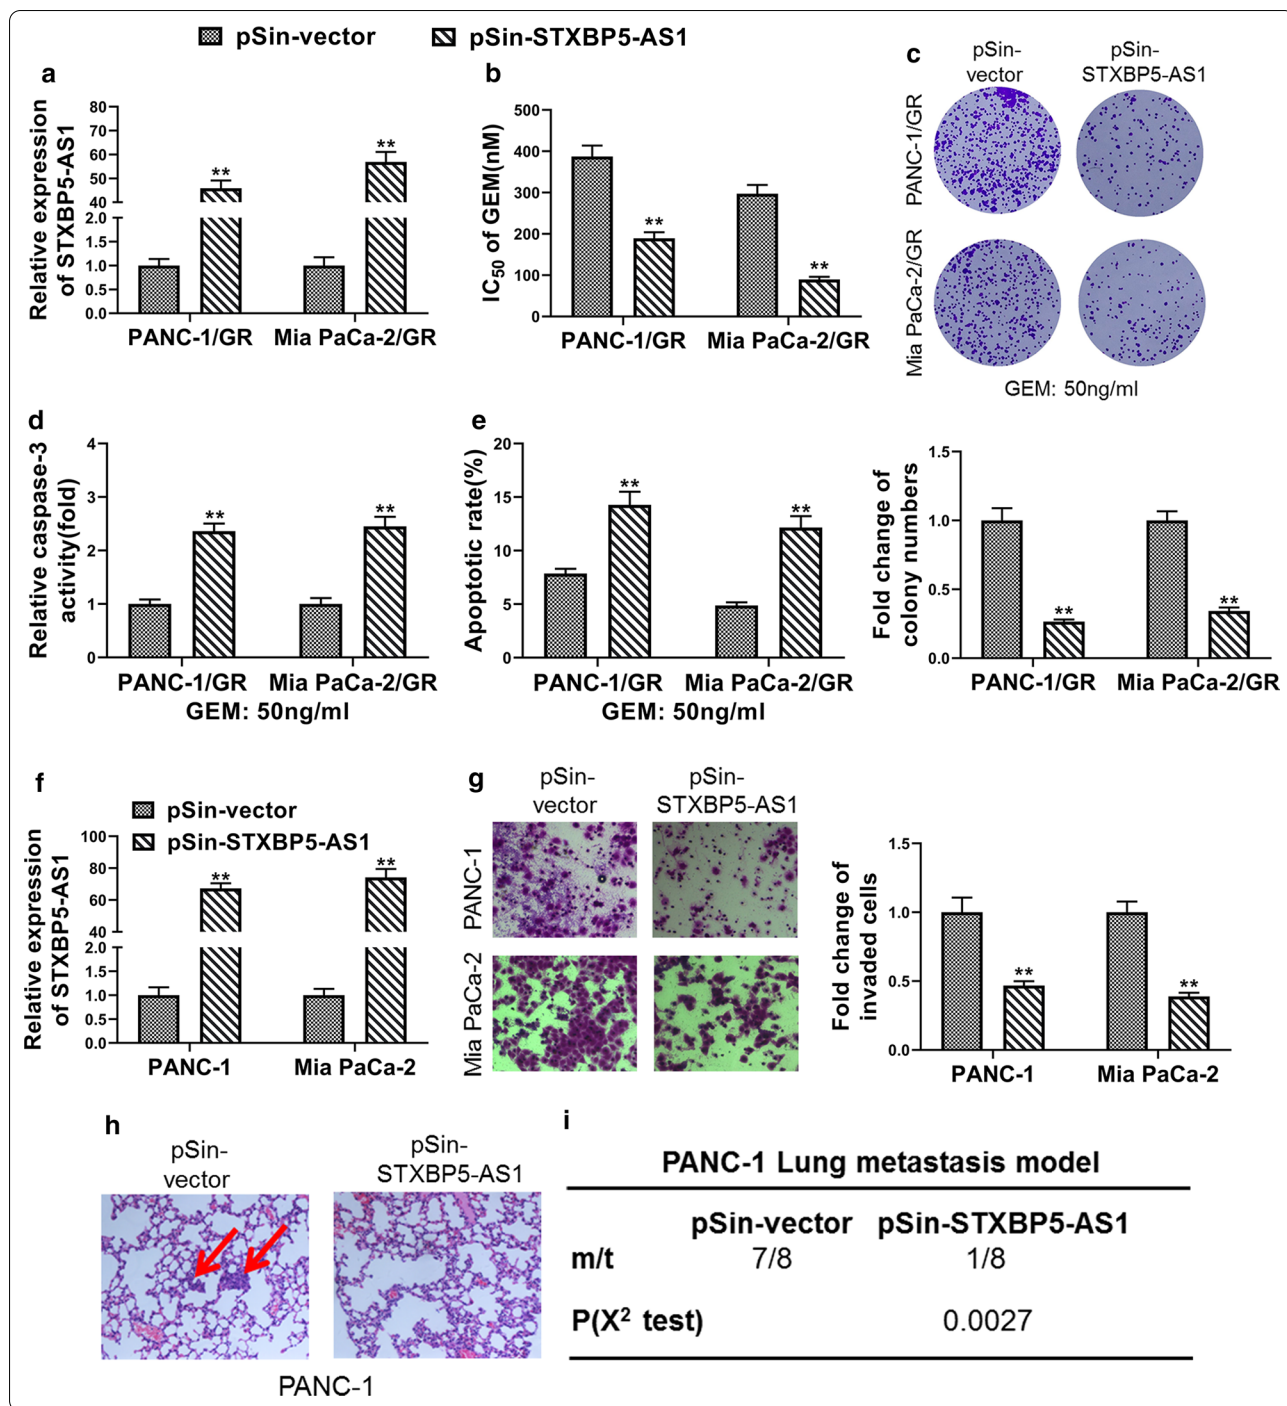 pSin-vector
pSin-STXBP5-AS1
a
Relative expression
of STXBP5-AS1
80
70
60
50
40
2.0
1.5
1.0
0.5
0.0
**
**
PANC-1/GR
Mia PaCa-2/GR
b
IC50 of GEM(nM)
500
400
300
200
100
0
**
**
PANC-1/GR
Mia PaCa-2/GR
c
pSin-
vector
pSin-
STXBP5-AS1
PANC-1/GR
Mia PaCa-2/GR
GEM: 50ng/ml
d
Relative caspase-3
activity(fold)
4
3
2
1
0
**
**
PANC-1/GR
Mia PaCa-2/GR
GEM: 50ng/ml
e
Apoptotic rate(%)
20
15
10
5
0
**
**
PANC-1/GR
Mia PaCa-2/GR
GEM: 50ng/ml
Fold change of
colony numbers
1.5
1.0
0.5
0.0
**
**
PANC-1/GR
Mia PaCa-2/GR
f
pSin-vector
pSin-STXBP5-AS1
Relative expression
of STXBP5-AS1
100
80
60
40
2.0
1.5
1.0
0.5
0.0
**
**
PANC-1
Mia PaCa-2
g
pSin-
vector
pSin-
STXBP5-AS1
PANC-1
Mia PaCa-2
Fold change of
invaded cells
1.5
1.0
0.5
0.0
**
**
PANC-1
Mia PaCa-2
h
pSin-
vector
pSin-
STXBP5-AS1
PANC-1
i
PANC-1 Lung metastasis model
pSin-vector pSin-STXBP5-AS1
m/t 7/8 1/8
P(X² test) 0.0027